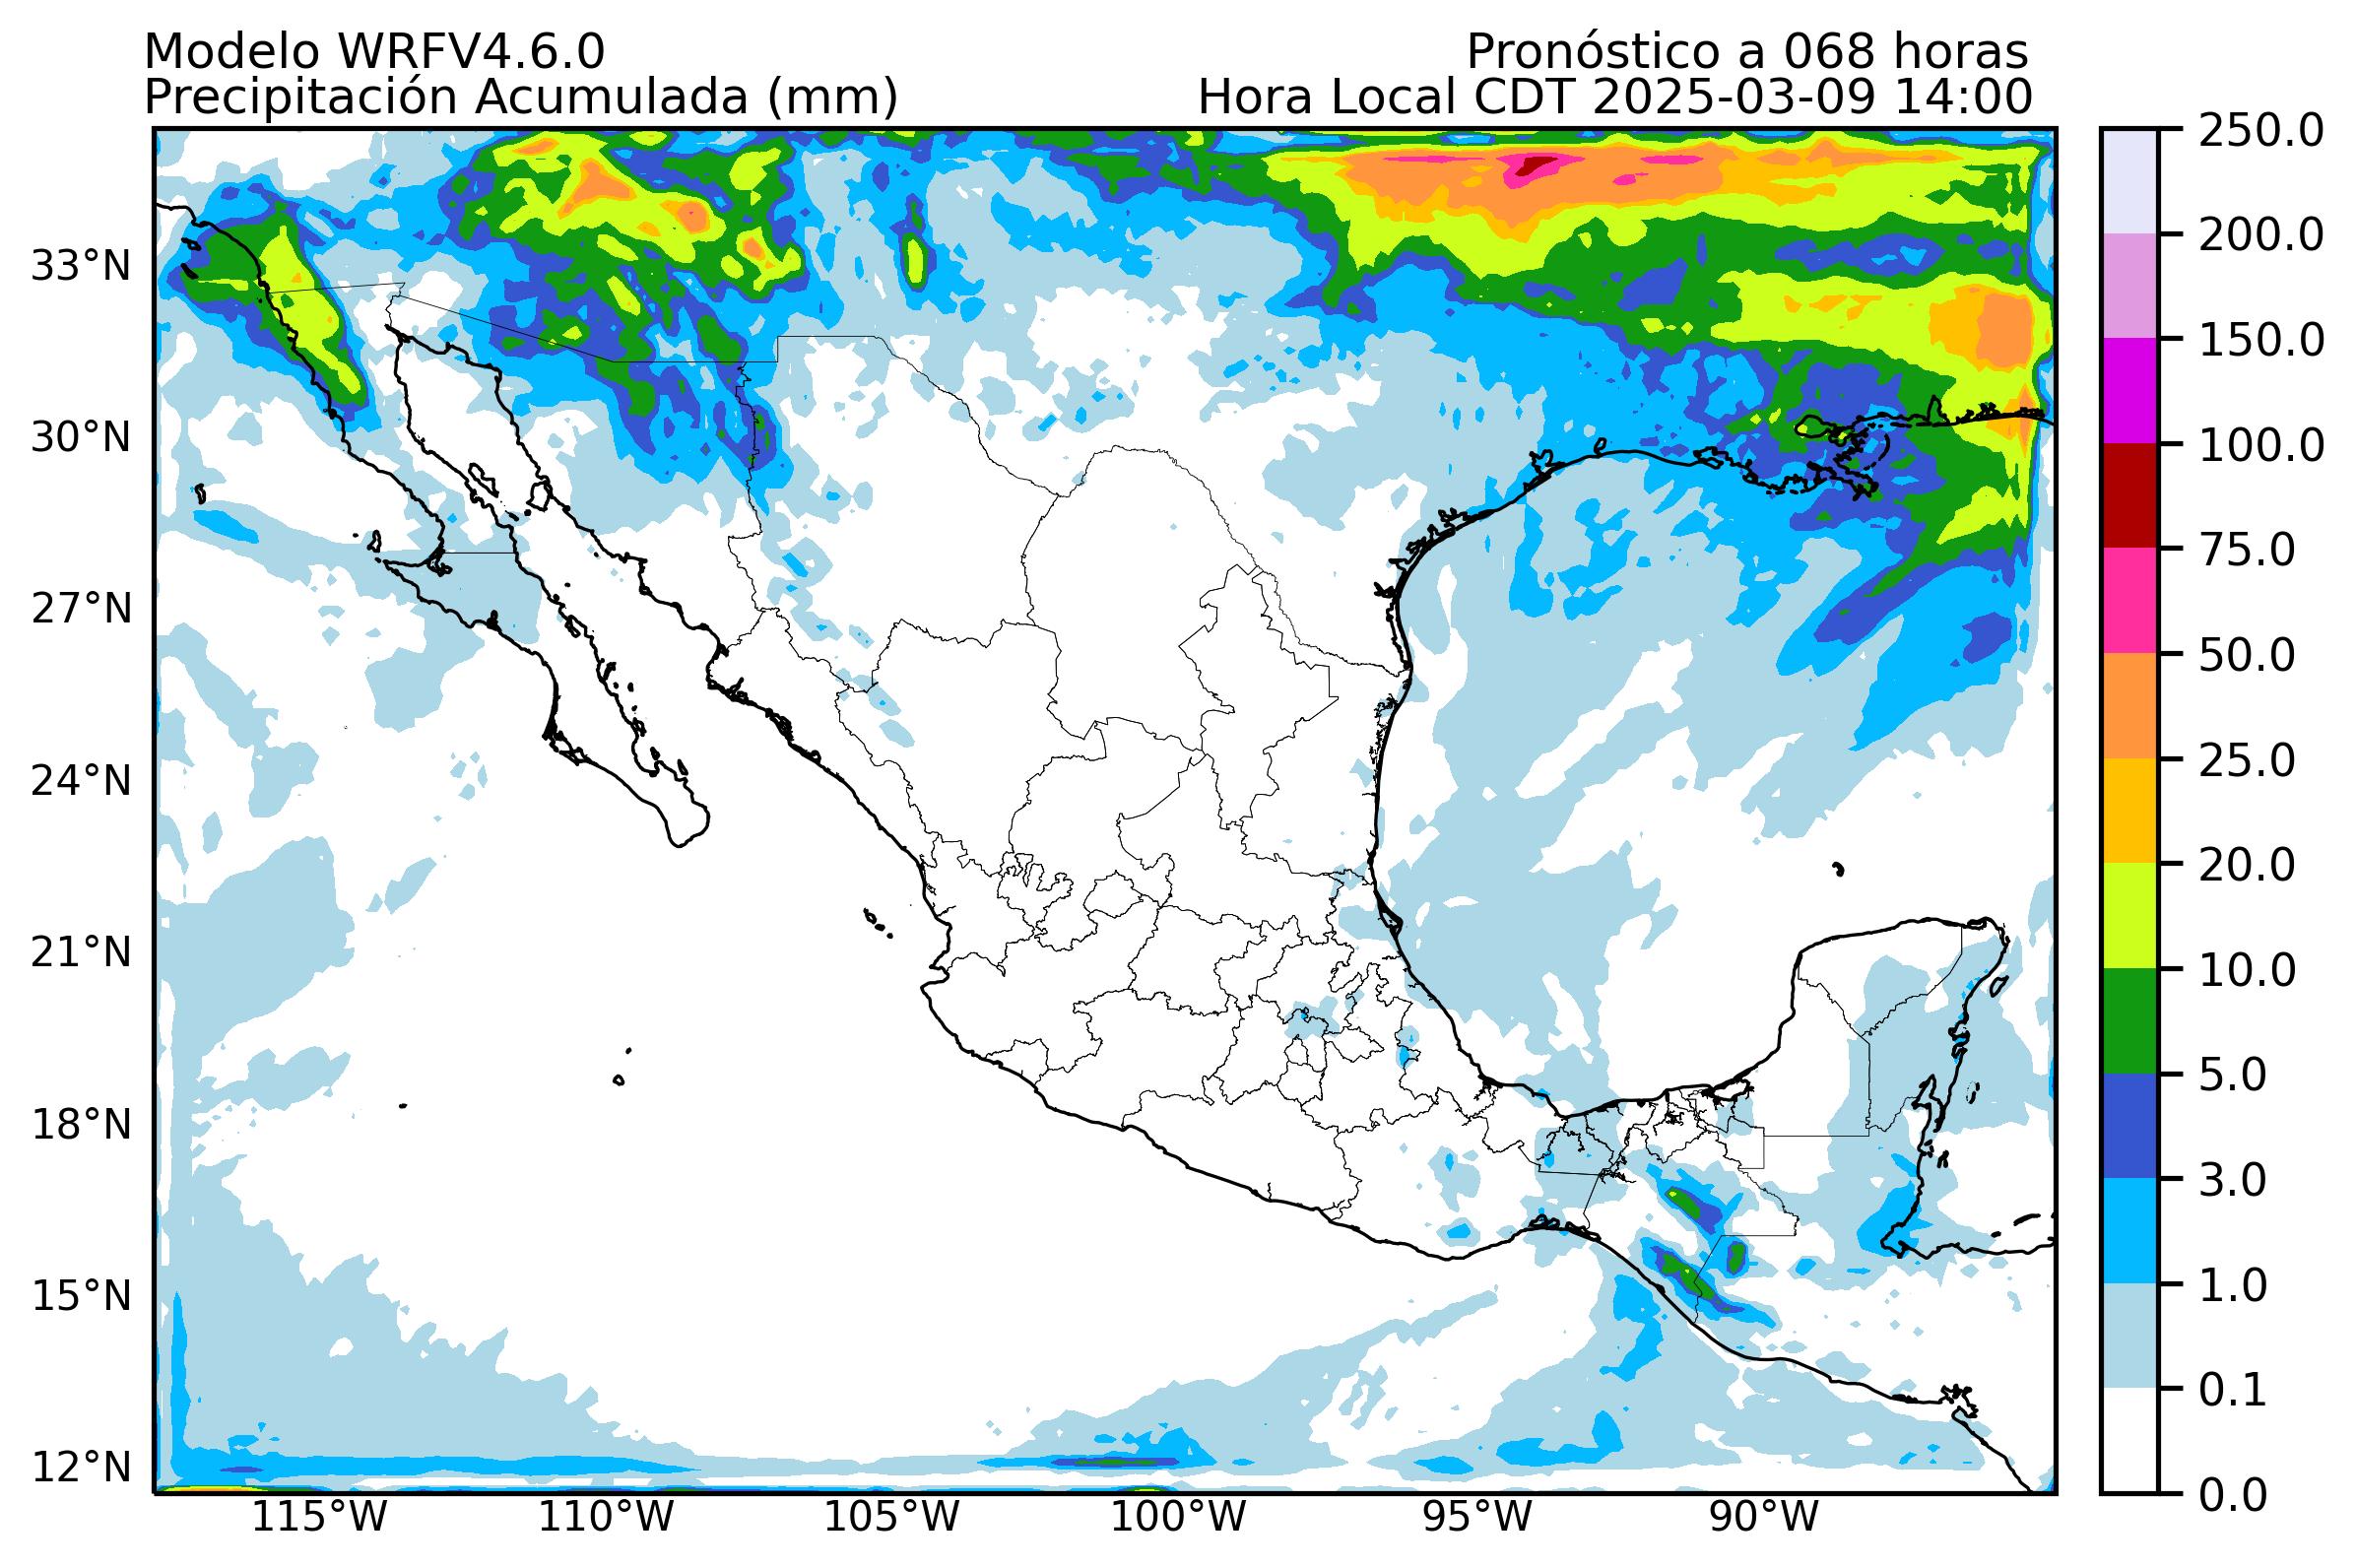 Modelo WRFV4.6.0
Pronóstico a 068 horas
Precipitación Acumulada (mm)
Hora Local CDT 2025-03-09 14:00
33°N
30°N
27°N
24°N
21°N
18°N
15°N
12°N
115°W
110°W
105°W
100°W
95°W
90°W
250.0
200.0
150.0
100.0
75.0
50.0
25.0
20.0
10.0
5.0
3.0
1.0
0.1
0.0